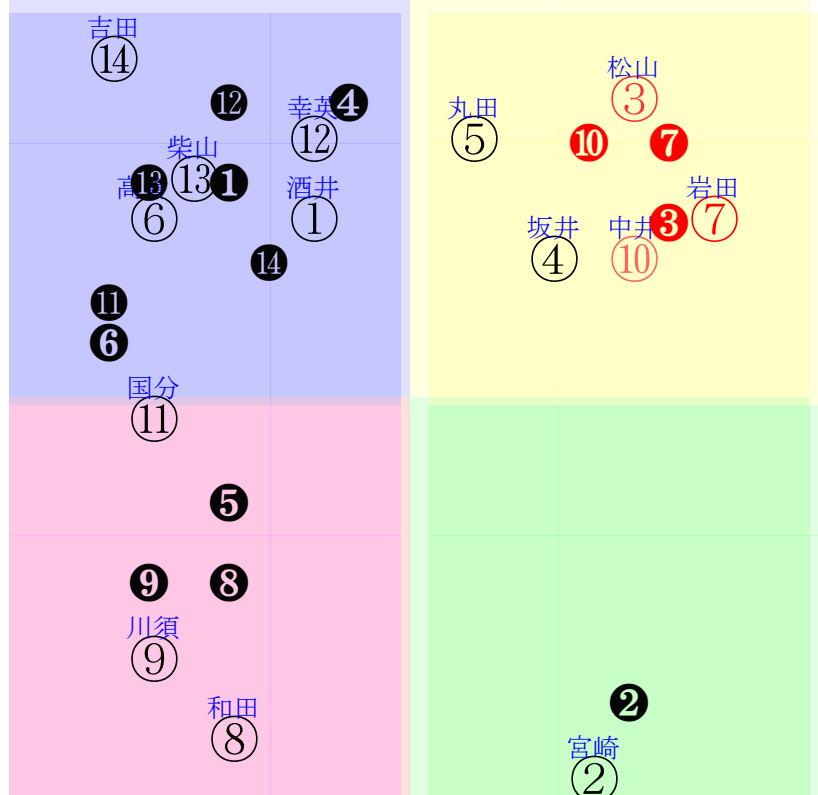 吉田
⑭
松山
③
⓬
幸英
❹
丸田
⑤
⑫
❿
❼
柴山
⑬
⓭
❶
⑥
酒井
①
岩田
⑦
❸
坂井
④
中井
⑩
⓮
⓫
❻
国分
⑪
❺
❾
❽
川須
⑨
和田
⑧
❷
宮崎
②